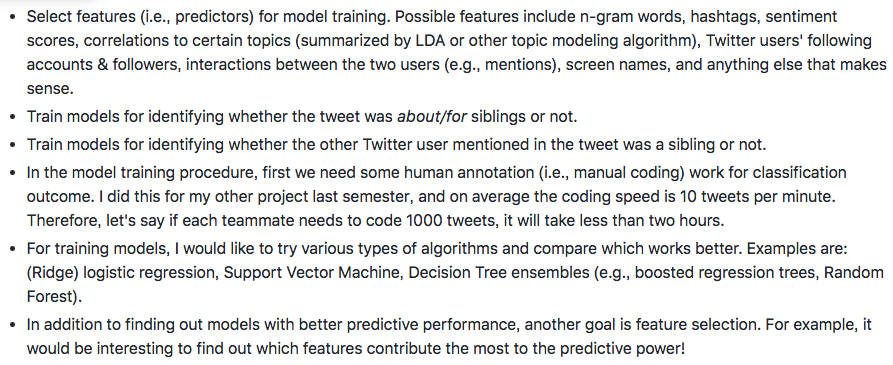 • Select features (i.e., predictors) for model training. Possible features include n-gram words, hashtags, sentiment
scores, correlations to certain topics (summarized by LDA or other topic modeling algorithm), Twitter users' following
accounts & followers, interactions between the two users (e.g., mentions), screen names, and anything else that makes
sense.
• Train models for identifying whether the tweet was about/for siblings or not.
• Train models for identifying whether the other Twitter user mentioned in the tweet was a sibling or not.
• In the model training procedure, first we need some human annotation (i.e., manual coding) work for classification
outcome. I did this for my other project last semester, and on average the coding speed is 10 tweets per minute.
Therefore, let's say if each teammate needs to code 1000 tweets, it will take less than two hours.
• For training models, I would like to try various types of algorithms and compare which works better. Examples are:
(Ridge) logistic regression, Support Vector Machine, Decision Tree ensembles (e.g., boosted regression trees, Random
Forest).
• In addition to finding out models with better predictive performance, another goal is feature selection. For example, it
would be interesting to find out which features contribute the most to the predictive power!